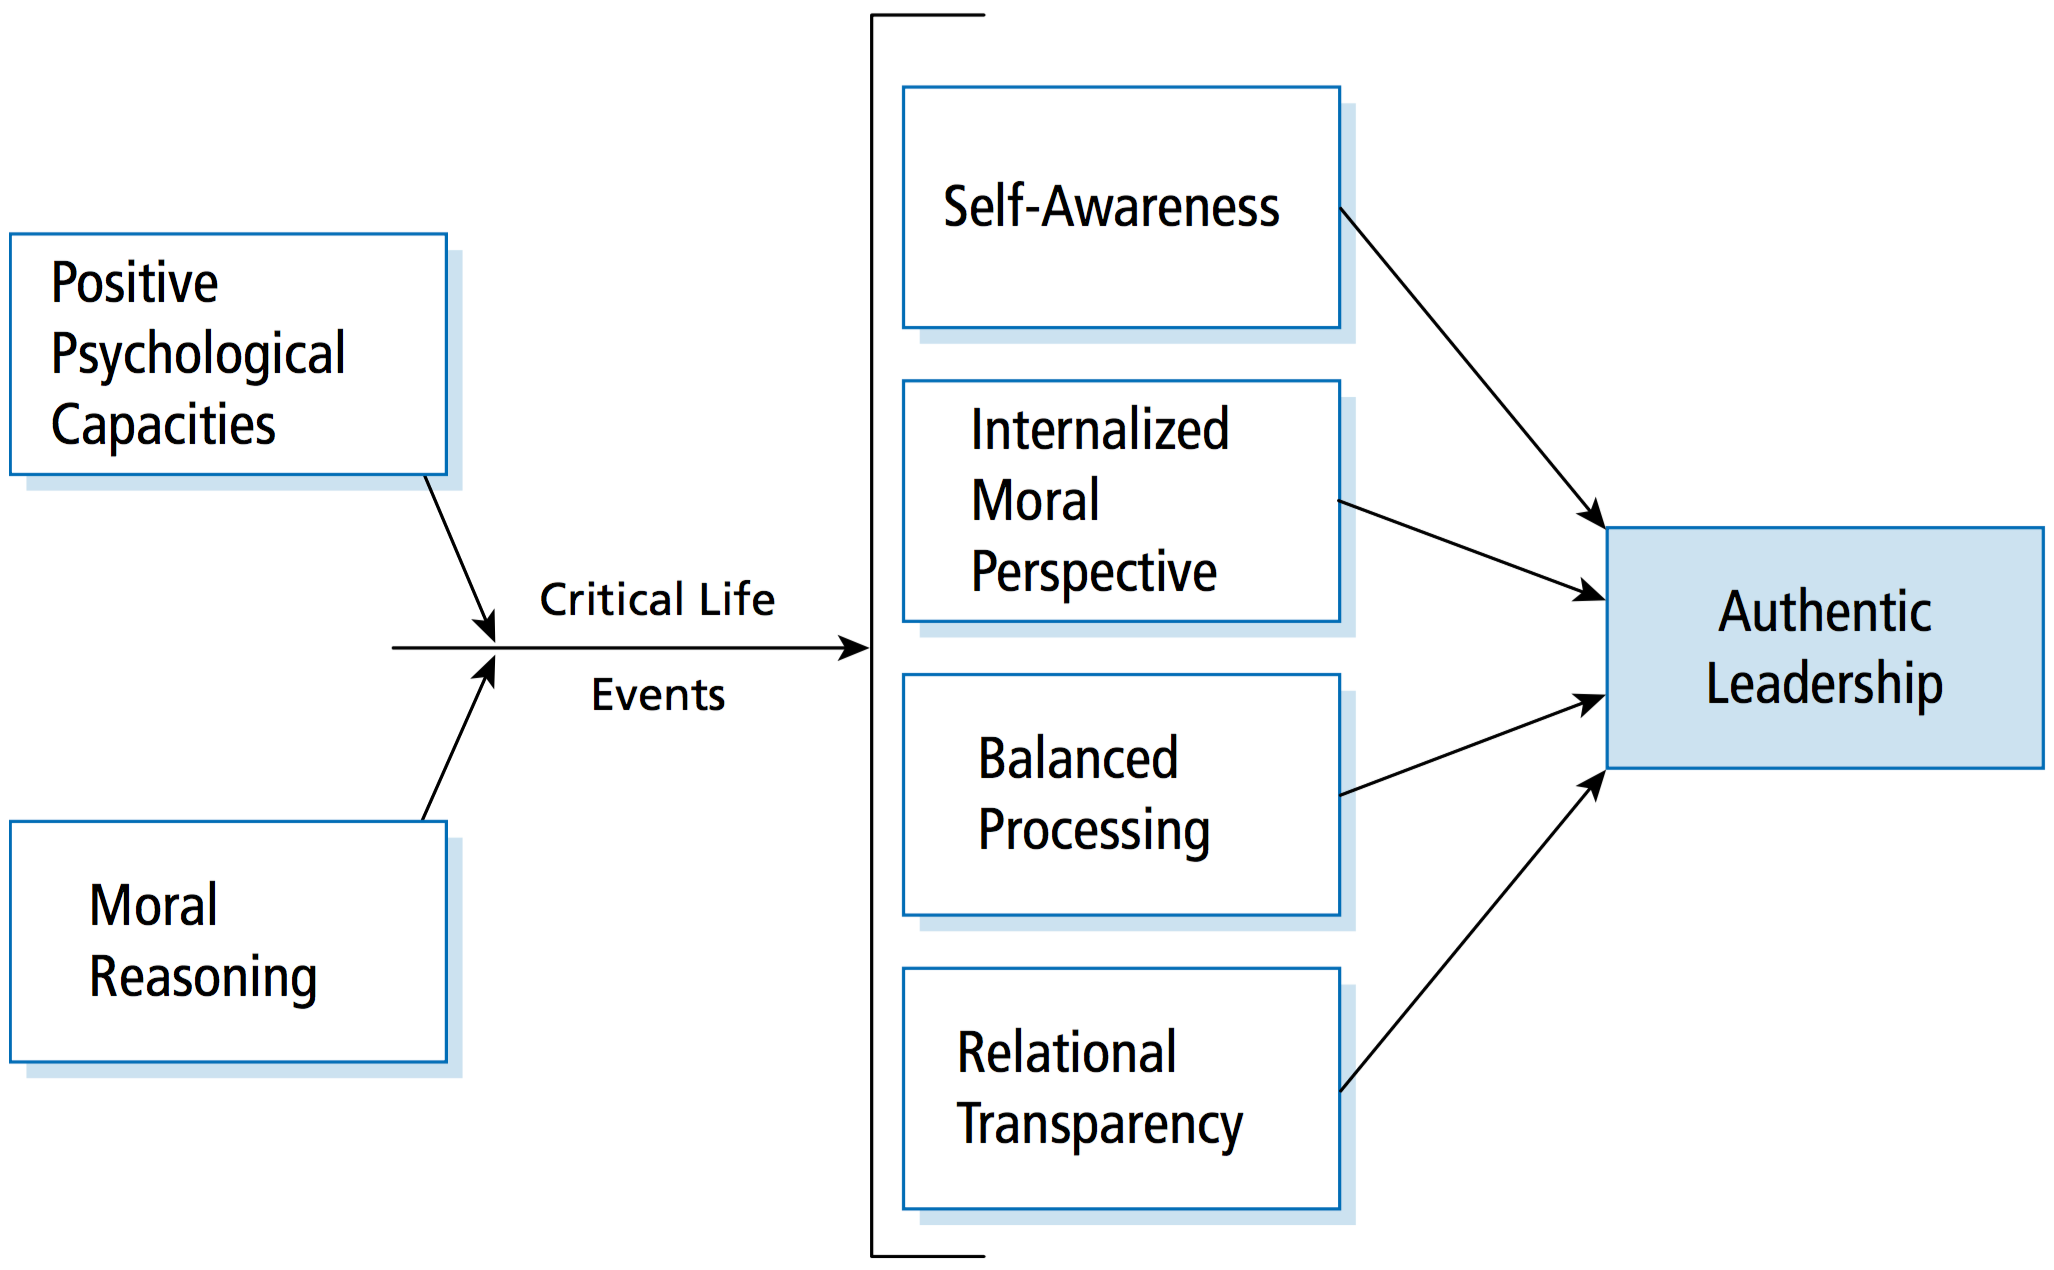 Positive
Psychological
Capacities
Moral
Reasoning
Critical Life
Events
Self-Awareness
Internalized
Moral
Perspective
Balanced
Processing
Relational
Transparency
Authentic
Leadership